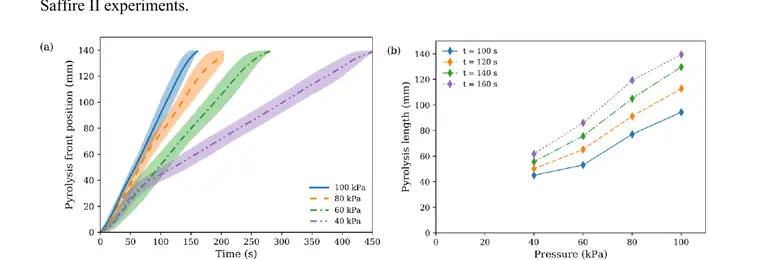 Saffire II experiments.
(a)
Pyrolysis front position (mm)
140
120
100
80
60
40
20
0
0 50 100 150 200 250 300 350 400 450
Time (s)
100 kPa
80 kPa
60 kPa
40 kPa
(b)
Pyrolysis length (mm)
140
120
100
80
60
40
20
0
0 20 40 60 80 100
Pressure (kPa)
t = 100 s
t = 120 s
t = 140 s
t = 160 s